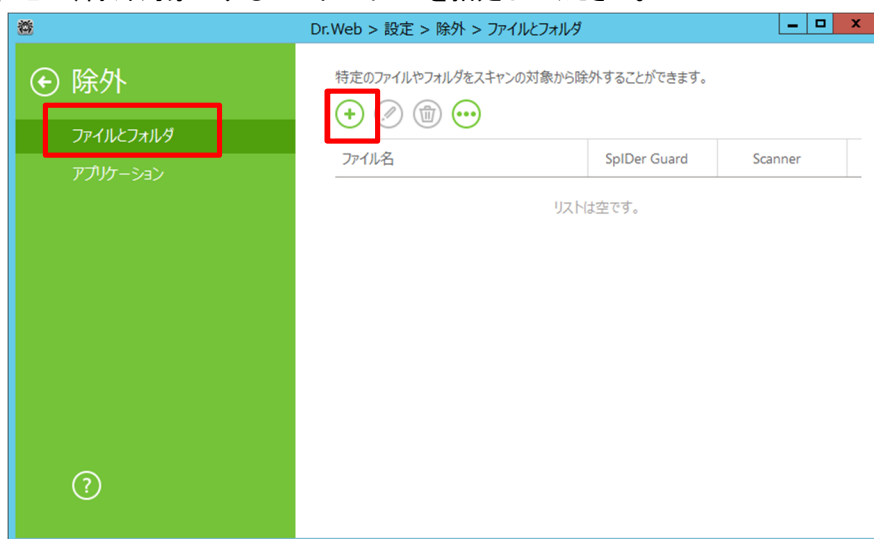 Dr.Web > 設定 > 除外 > ファイルとフォルダ
除外
ファイルとフォルダ
アプリケーション
特定のファイルやフォルダをスキャンの対象から除外することができます。
ファイル名 SpIDer Guard Scanner
リストは空です。
?